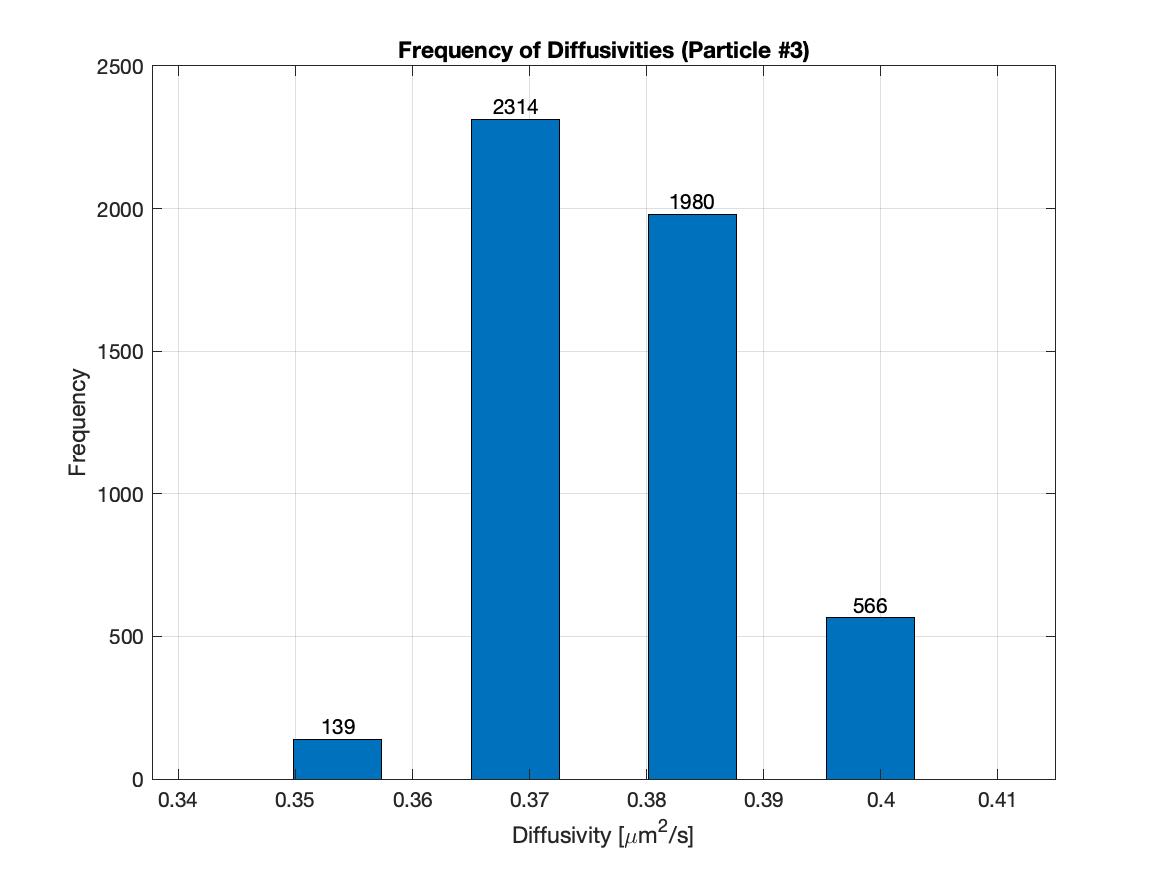 Frequency of Diffusivities (Particle #3)
2500
2000
1500
1000
500
0
Frequency
139
2314
1980
566
0.34 0.35 0.36 0.37 0.38 0.39 0.4 0.41
Diffusivity [μm²/s]